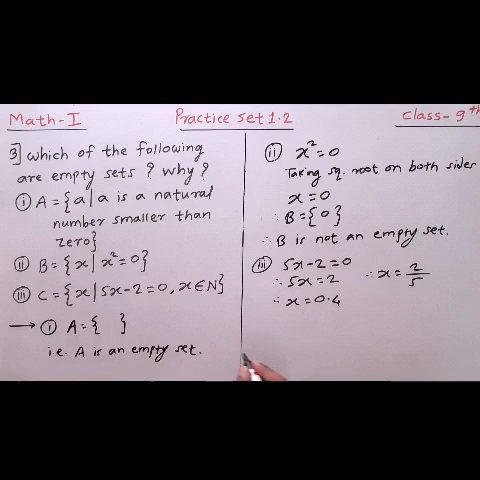 Math-I
Practice set 1.2
Class-9th
3] which of the following
are empty sets? why?
i A = {a | a is a natural
number smaller than
zero}
ii B = {x | x² = 0}
iii C = {x | 5x-2=0, x∈N}
→ i A = { }
i.e. A is an empty set.
ii x² = 0
Taking sq. root on both sides
x = 0
∴ B = {0}
∴ B is not an empty set.
iii 5x-2=0
∴ 5x = 2 ∴ x = 2/5
∴ x = 0.4